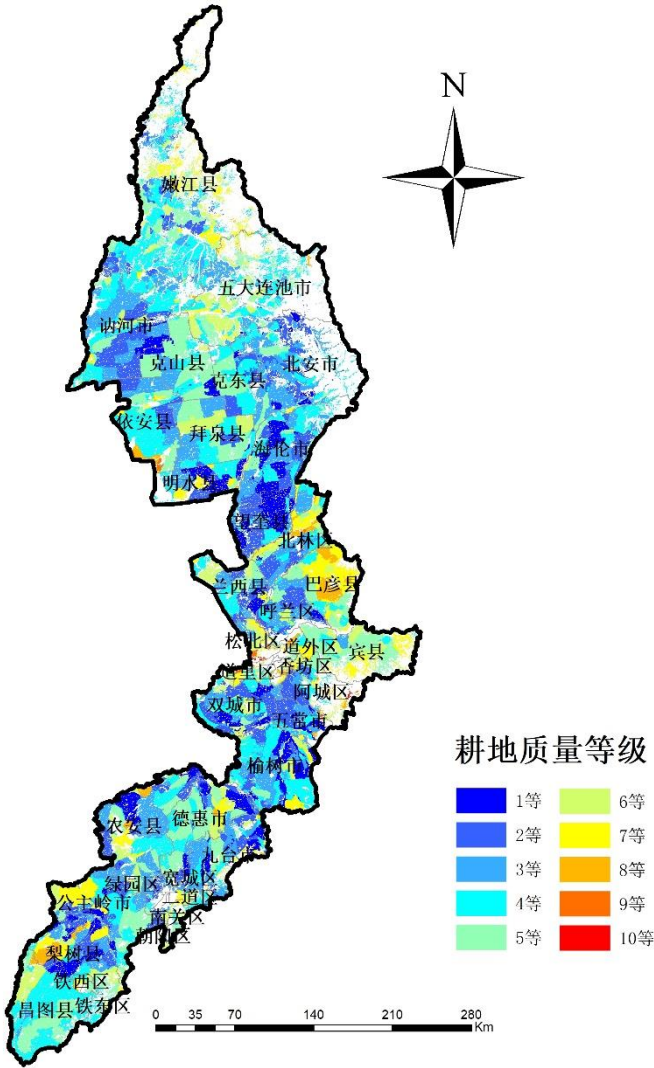 N
嫩江县
五大连池市
讷河市
克山县
北安市
克东县
依安县
拜泉县
海伦市
明水县
望奎县
北林区
兰西县
巴彦县
呼兰区
松北区
道外区
宾县
香坊区
道里区
阿城区
双城市
五常市
榆树市
德惠市
农安县
九台市
宽城区
绿园区
二道区
公主岭市
南关区
朝阳区
梨树县
铁西区
昌图县
铁东区
耕地质量等级
1等
6等
2等
7等
3等
8等
4等
9等
5等
10等
0 35 70 140 210 280
Km